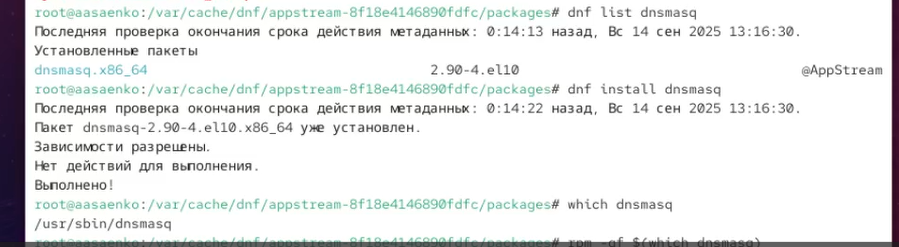 root@aasaenko:/var/cache/dnf/appstream-8f18e4146890fdfc/packages# dnf list dnsmasq
Последняя проверка окончания срока действия метаданных: 0:14:13 назад, Вс 14 сен 2025 13:16:30.
Установленные пакеты
dnsmasq.x86_64 2.90-4.el10 @AppStream
root@aasaenko:/var/cache/dnf/appstream-8f18e4146890fdfc/packages# dnf install dnsmasq
Последняя проверка окончания срока действия метаданных: 0:14:22 назад, Вс 14 сен 2025 13:16:30.
Пакет dnsmasq-2.90-4.el10.x86_64 уже установлен.
Зависимости разрешены.
Нет действий для выполнения.
Выполнено!
root@aasaenko:/var/cache/dnf/appstream-8f18e4146890fdfc/packages# which dnsmasq
/usr/sbin/dnsmasq
root@aasaenko:/var/cache/dnf/appstream-8f18e4146890fdfc/packages# rpm -qf $(which dnsmasq)